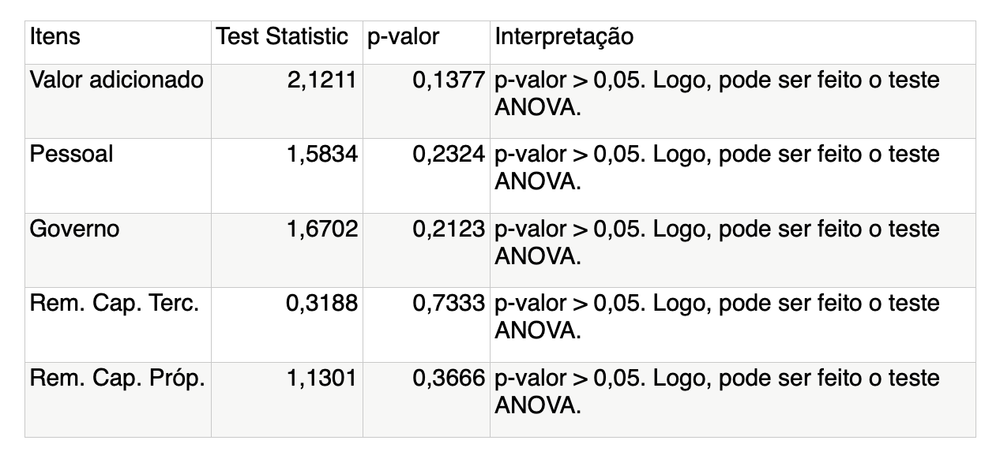 Itens Test Statistic p-valor Interpretação
Valor adicionado 2,1211 0,1377 p-valor > 0,05. Logo, pode ser feito o teste
ANOVA.
Pessoal 1,5834 0,2324 p-valor > 0,05. Logo, pode ser feito o teste
ANOVA.
Governo 1,6702 0,2123 p-valor > 0,05. Logo, pode ser feito o teste
ANOVA.
Rem. Cap. Terc. 0,3188 0,7333 p-valor > 0,05. Logo, pode ser feito o teste
ANOVA.
Rem. Cap. Próp. 1,1301 0,3666 p-valor > 0,05. Logo, pode ser feito o teste
ANOVA.